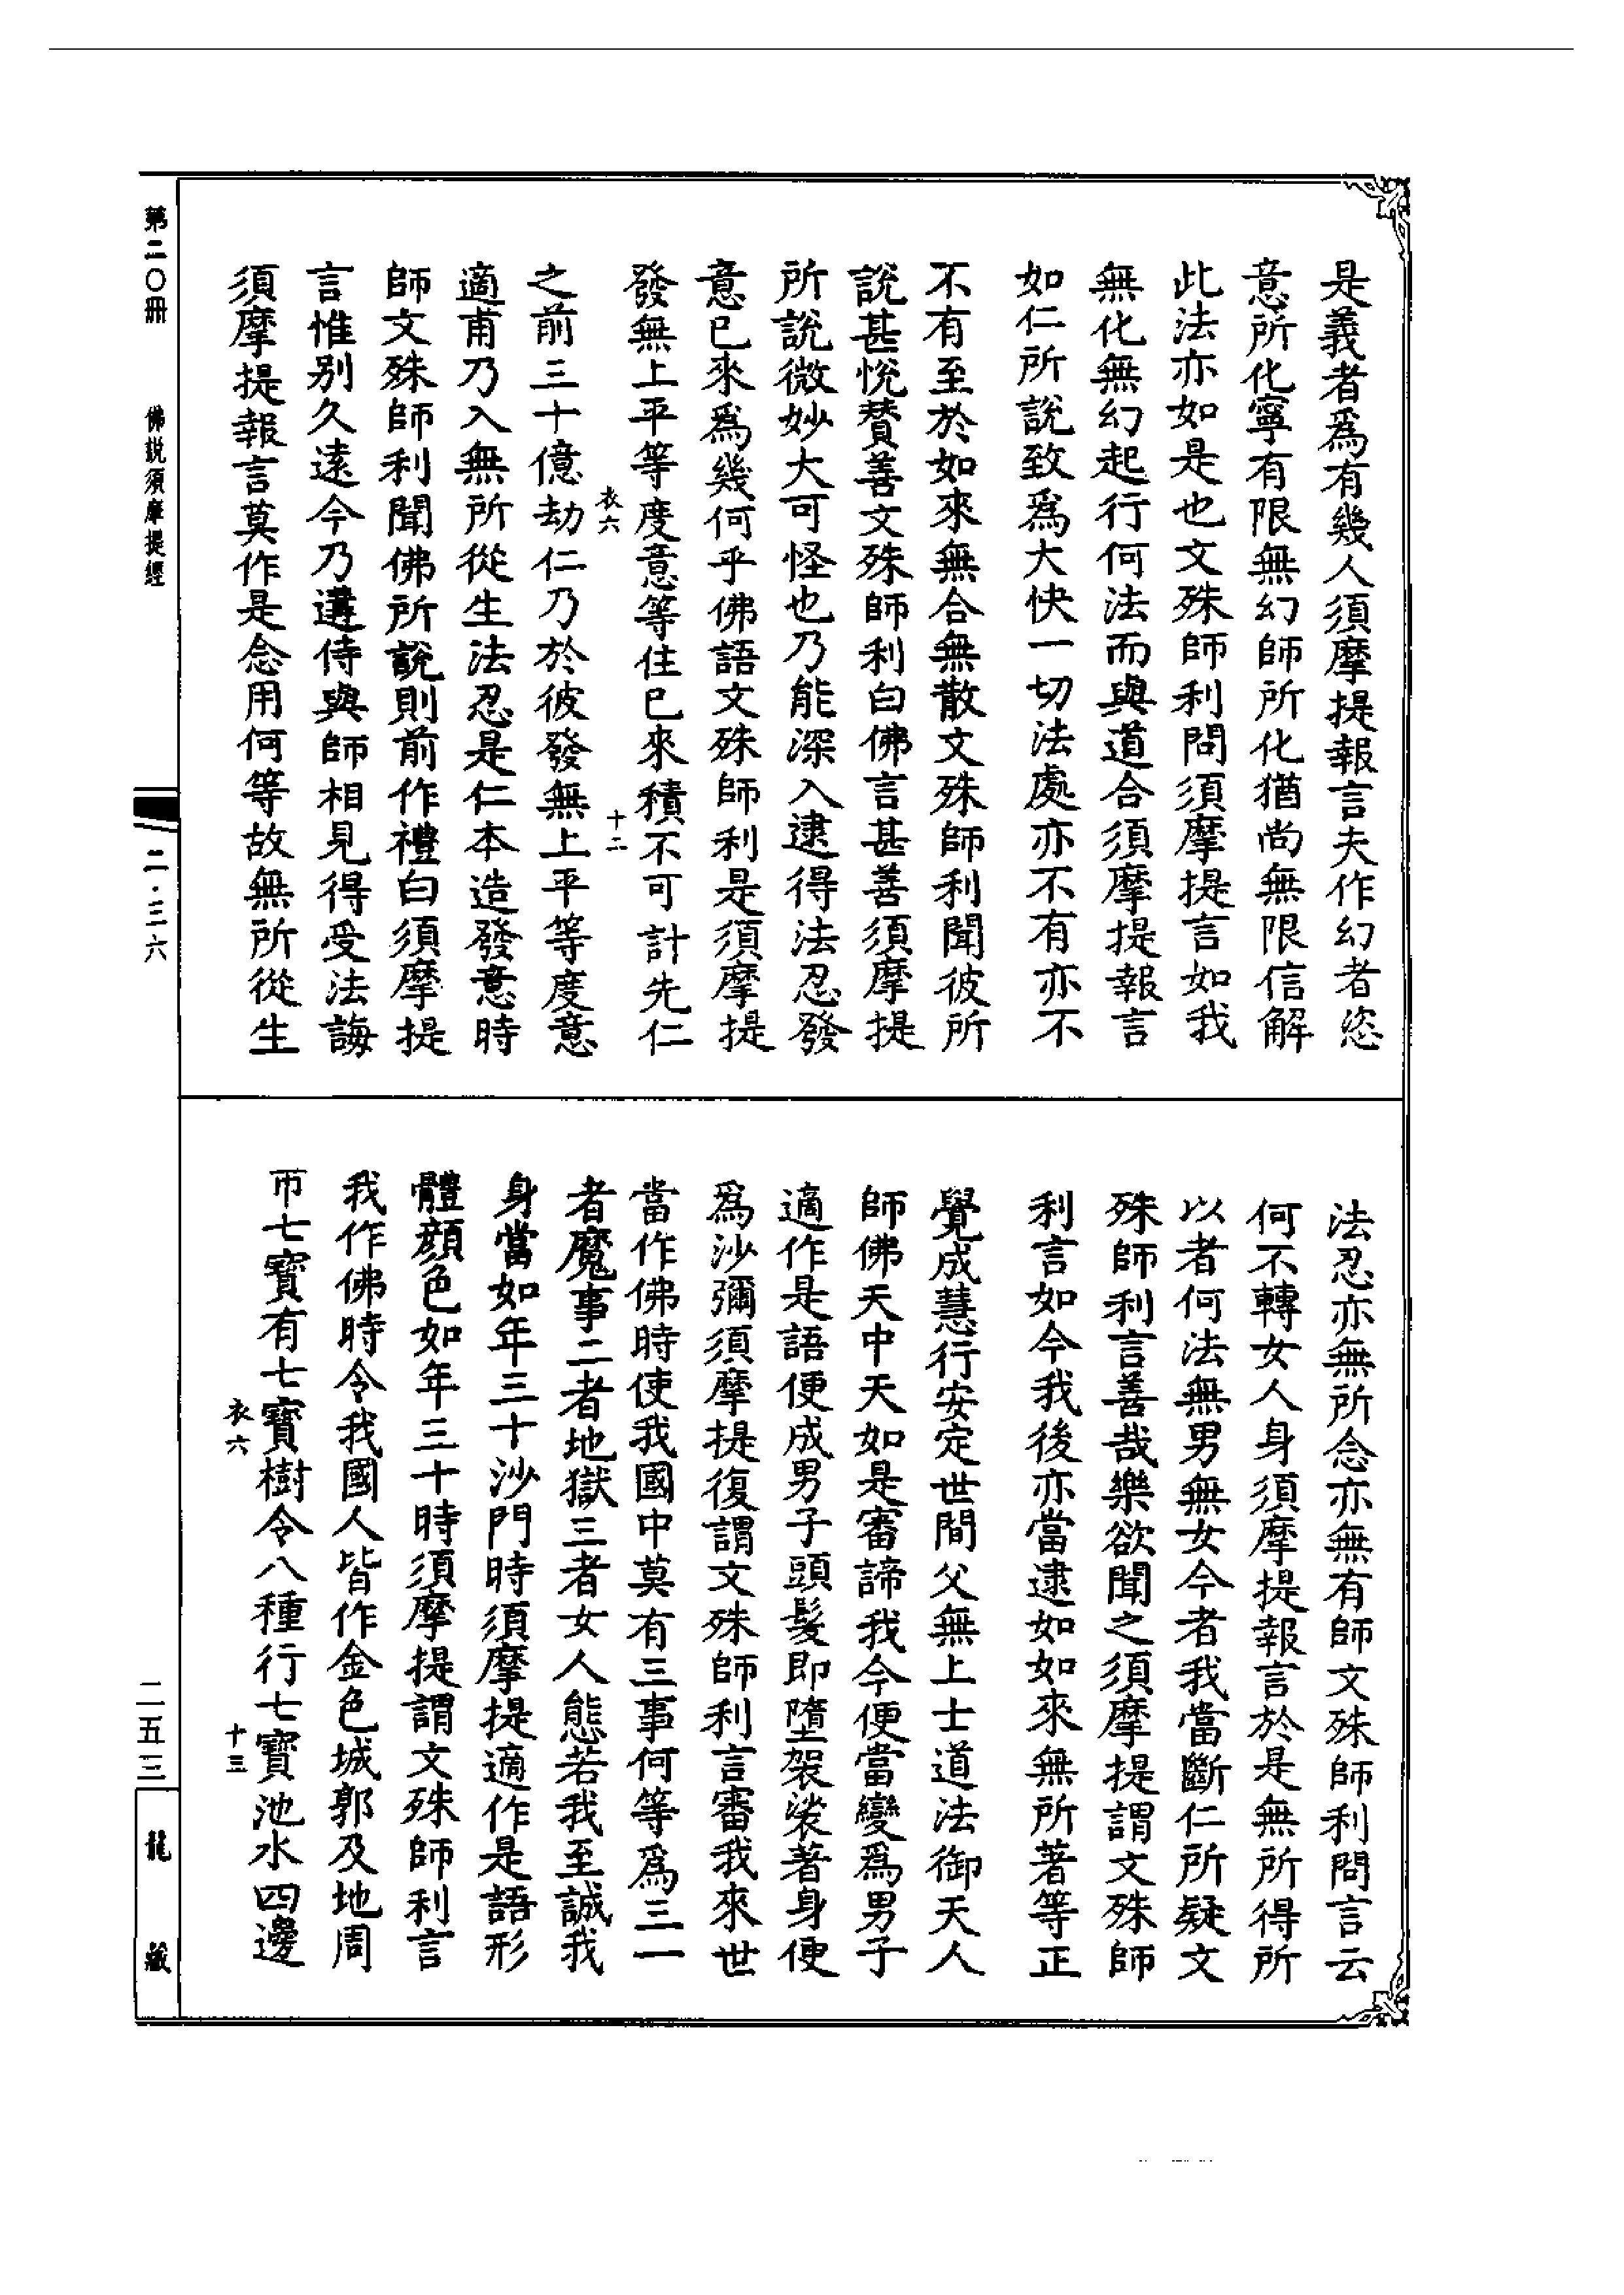 是義者爲有幾人須摩提報言夫作幻者恣
意所化寧有限無幻師所化猶尚無限信解
此法亦如是也文殊師利問須摩提言如我
無化無幻起行何法而與道合須摩提報言
如仁所說致爲大快一切法處亦不有亦不
不有至於如來無合無散文殊師利聞彼所
說甚悅贊善文殊師利白佛言甚善須摩提
所說微妙大可怪也乃能深入逮得法忍發
意已來爲幾何乎佛語文殊師利是須摩提
發無上平等度意等住已來積不可計先仁
衣六
十二
之前三十億劫仁乃於彼發無上平等度意
適甫乃入無所從生法忍是仁本造發意時
師文殊師利聞佛所說則前作禮白須摩提
言惟别久遠今乃遘侍與師相見得受法誨
須摩提報言莫作是念用何等故無所從生
法忍亦無所念亦無有師文殊師利問言云
何不轉女人身須摩提報言於是無所得所
以者何法無男無女今者我當斷仁所疑文
殊師利言善哉樂欲聞之須摩提謂文殊師
利言如今我後亦當逮如如來無所著等正
覺成慧行安定世間父無上士道法御天人
師佛天中天如是審諦我今便當變爲男子
適作是語便成男子頭髮即墮袈裟著身便
爲沙彌須摩提復謂文殊師利言審我來世
當作佛時使我國中莫有三事何等爲三一
者魔事二者地獄三者女人態若我至誠我
身當如年三十沙門時須摩提適作是語形
體顏色如年三十時須摩提謂文殊師利言
我作佛時令我國人皆作金色城郭及地周
帀七寶有七寶樹令八種行七寶池水四邊
衣六
十三
第二〇冊
佛説須摩提經
二·三六
二五三
龍藏